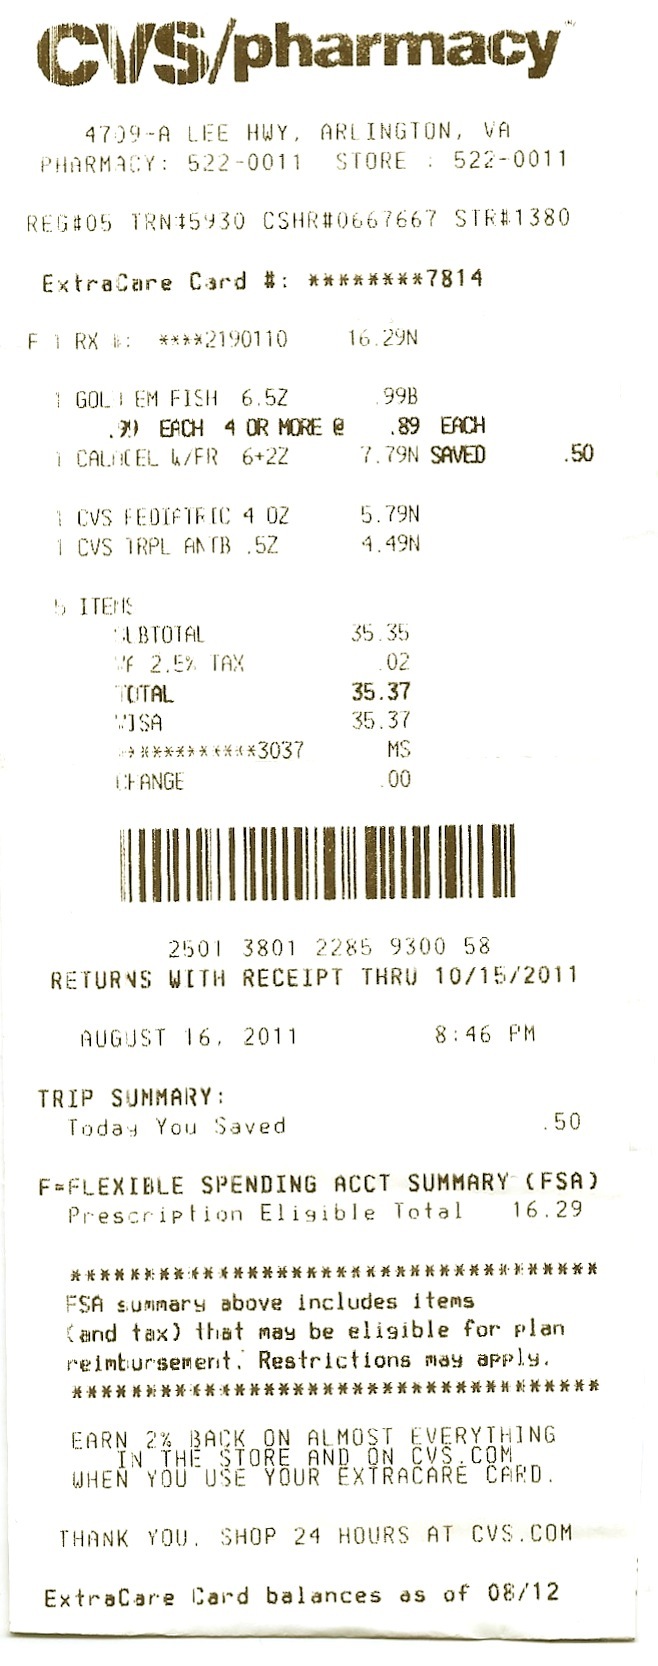 CVS/pharmacy
4709-A LEE HWY, ARLINGTON, VA
PHARMACY: 522-0011 STORE : 522-0011
REG#05 TRN#5930 CSHR#0667667 STR#1380
ExtraCare Card #: ********7814
F 1 RX #: ****2190110 16.29N
1 GOLDEM FISH 6.5Z .99B
.99 EACH 4 OR MORE @ .89 EACH
1 CALACEL W/FR 6+2Z 7.79N SAVED .50
1 CVS PEDIATRIC 4 OZ 5.79N
1 CVS TRPL ANTB .5Z 4.49N
5 ITEMS
SUBTOTAL 35.35
VA 2.5% TAX .02
TOTAL 35.37
VISA 35.37
************3037 MS
CHANGE .00
2501 3801 2285 9300 58
RETURNS WITH RECEIPT THRU 10/15/2011
AUGUST 16, 2011 8:46 PM
TRIP SUMMARY:
Today You Saved .50
F=FLEXIBLE SPENDING ACCT SUMMARY (FSA)
Prescription Eligible Total 16.29
************************************
FSA summary above includes items
(and tax) that may be eligible for plan
reimbursement. Restrictions may apply.
************************************
EARN 2% BACK ON ALMOST EVERYTHING
IN THE STORE AND ON CVS.COM
WHEN YOU USE YOUR EXTRACARE CARD.
THANK YOU. SHOP 24 HOURS AT CVS.COM
ExtraCare Card balances as of 08/12